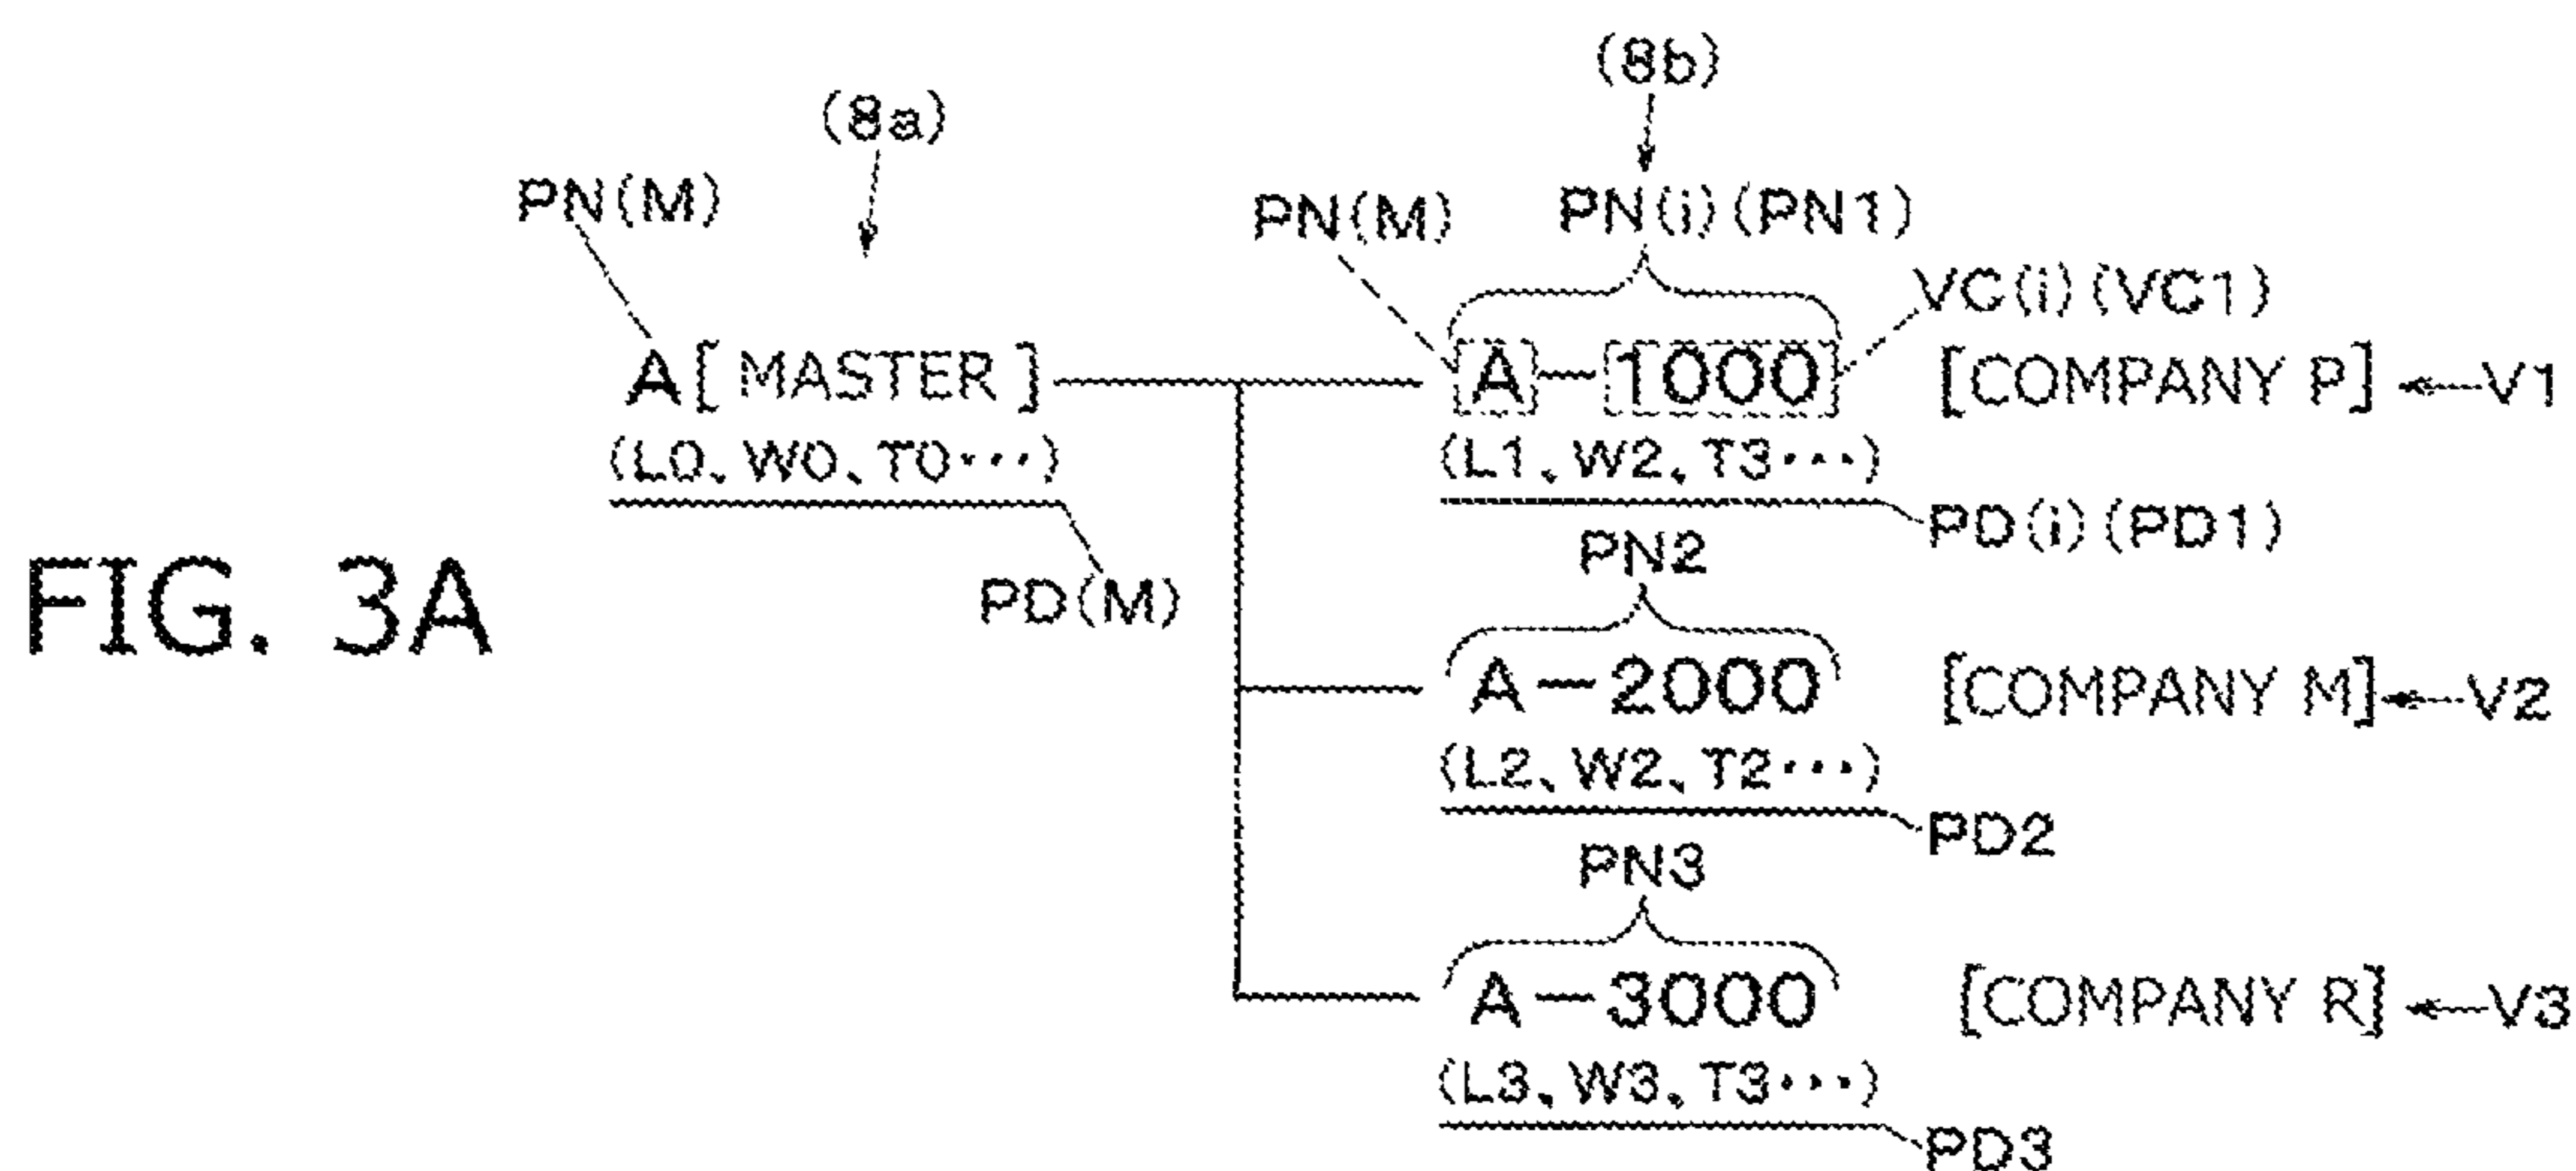 (8b)
(8a)
PN(M)
PN(M) PN(i)(PN1)
VC(i)(VC1)
A[MASTER] A-1000 [COMPANY P] V1
(L0、W0、T0···) (L1、W2、T3···)
PD(i)(PD1)
PN2
FIG. 3A
PD(M)
A-2000 [COMPANY M] V2
(L2、W2、T2···)
PD2
PN3
A-3000 [COMPANY R] V3
(L3、W3、T3···)
PD3